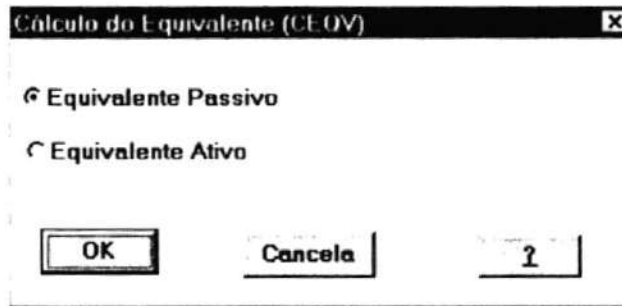 Cálculo do Equivalente (CEQV)
Equivalente Passivo
Equivalente Ativo
OK Cancela ?